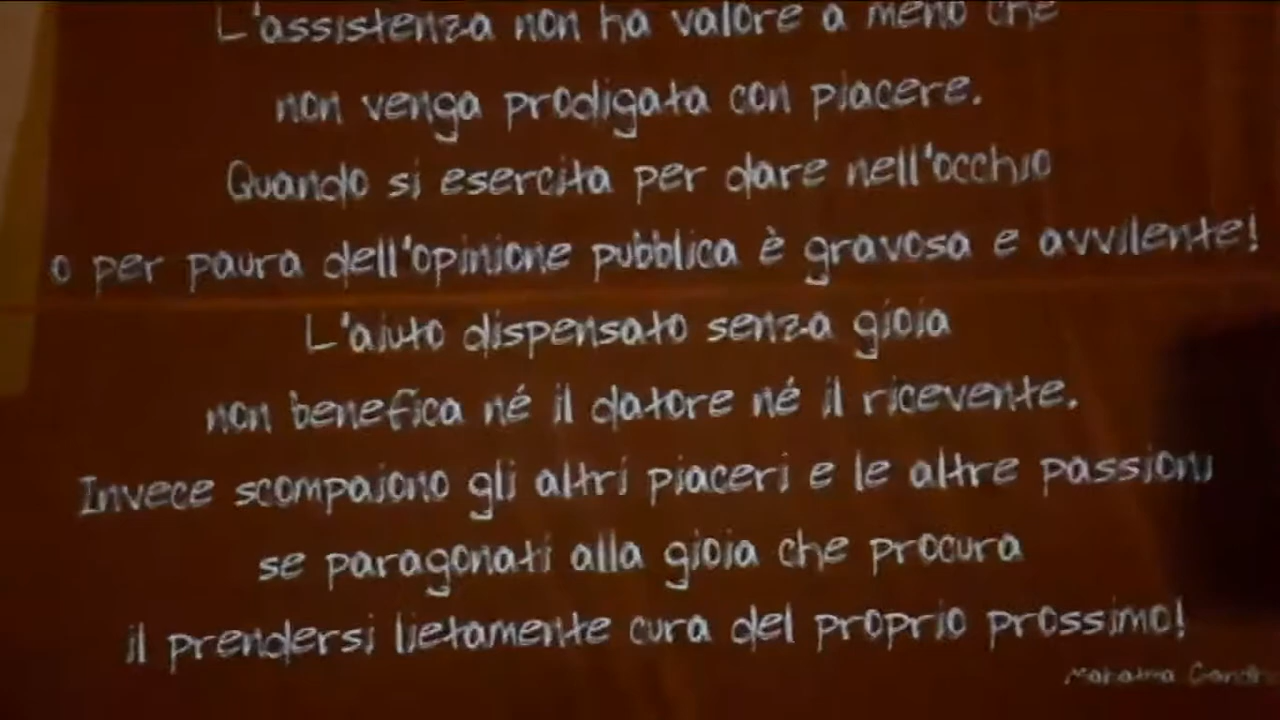 L'assistenza non ha valore a meno che
non venga prodigata con piacere.
Quando si esercita per dare nell'occhio
o per paura dell'opinione pubblica è gravosa e avvilente!
L'aiuto dispensato senza gioia
non benefica né il datore né il ricevente.
Invece scompaiono gli altri piaceri e le altre passioni
se paragonati alla gioia che procura
il prendersi lietamente cura del proprio prossimo!
Mahatma Gandhi